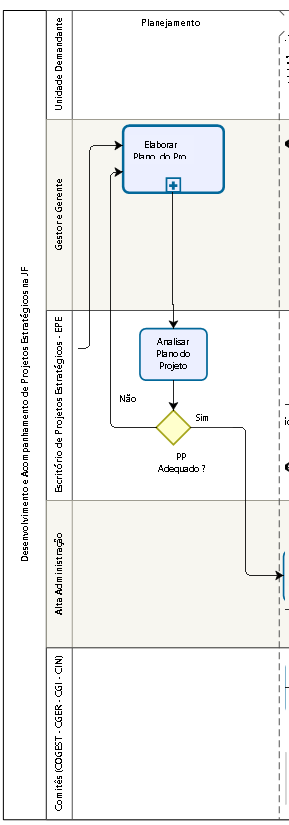 Planejamento
Desenvolvimento e Acompanhamento de Projetos Estratégicos na JF
Unidade Demandante
Gestor e Gerente
Elaborar
Plano do Pro
Escritório de Projetos Estratégicos - EPE
Analisar
Plano do
Projeto
Não
Sim
PP
Adequado ?
Alta Administração
Comitês (COGEST - CGER - CGI - CIN)